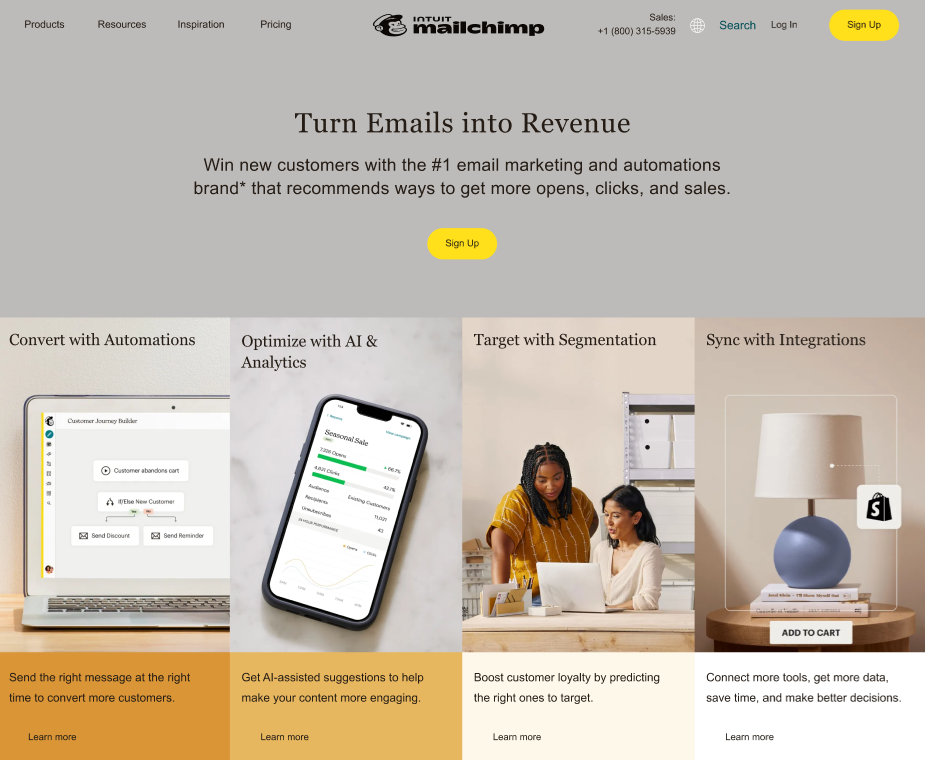 Products
Resources
Inspiration
Pricing
INTUIT
mailchimp
Sales:
+1 (800) 315-5939
Search
Log In
Sign Up
Turn Emails into Revenue
Win new customers with the #1 email marketing and automations
brand* that recommends ways to get more opens, clicks, and sales.
Sign Up
Convert with Automations
Customer Journey Builder
Customer abandons cart
If/Else New Customer
Yes
No
Send Discount
Send Reminder
Send the right message at the right
time to convert more customers.
Learn more
Optimize with AI &
Analytics
Seasonal Sale
7,298 Opens
4,621 Clicks
Audience
Existing Customers
Recipients
11,021
Unsubscribes
43
24 HOUR PERFORMANCE
Opens
Clicks
Get AI-assisted suggestions to help
make your content more engaging.
Learn more
Target with Segmentation
Boost customer loyalty by predicting
the right ones to target.
Learn more
Sync with Integrations
S
ADD TO CART
Connect more tools, get more data,
save time, and make better decisions.
Learn more